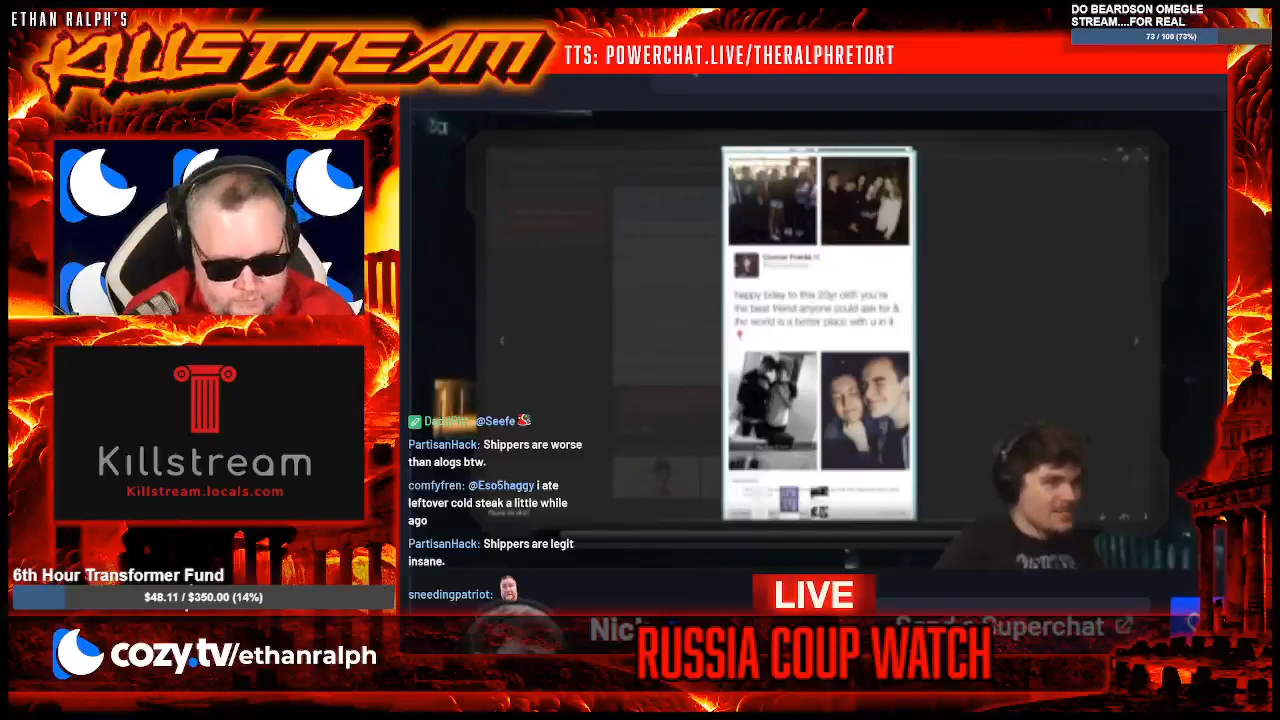 ETHAN RALPH'S
KILLSTREAM
TTS: POWERCHAT.LIVE/THERALPHRETORT
DO BEARDSON OMEGLE
STREAM....FOR REAL
73 / 100 (73%)
happy bday to this 20yr old!! you're
the best friend anyone could ask for &
the world is a better place with u in it
@Seefe
PartisanHack: Shippers are worse
than alogs btw.
comfyfren: @Eso5haggy i ate
leftover cold steak a little while
ago
PartisanHack: Shippers are legit
insane.
sneedingpatriot:
Killstream
Killstream.locals.com
6th Hour Transformer Fund
$48.11 / $350.00 (14%)
cozy.tv/ethanralph
LIVE
Superchat
RUSSIA COUP WATCH